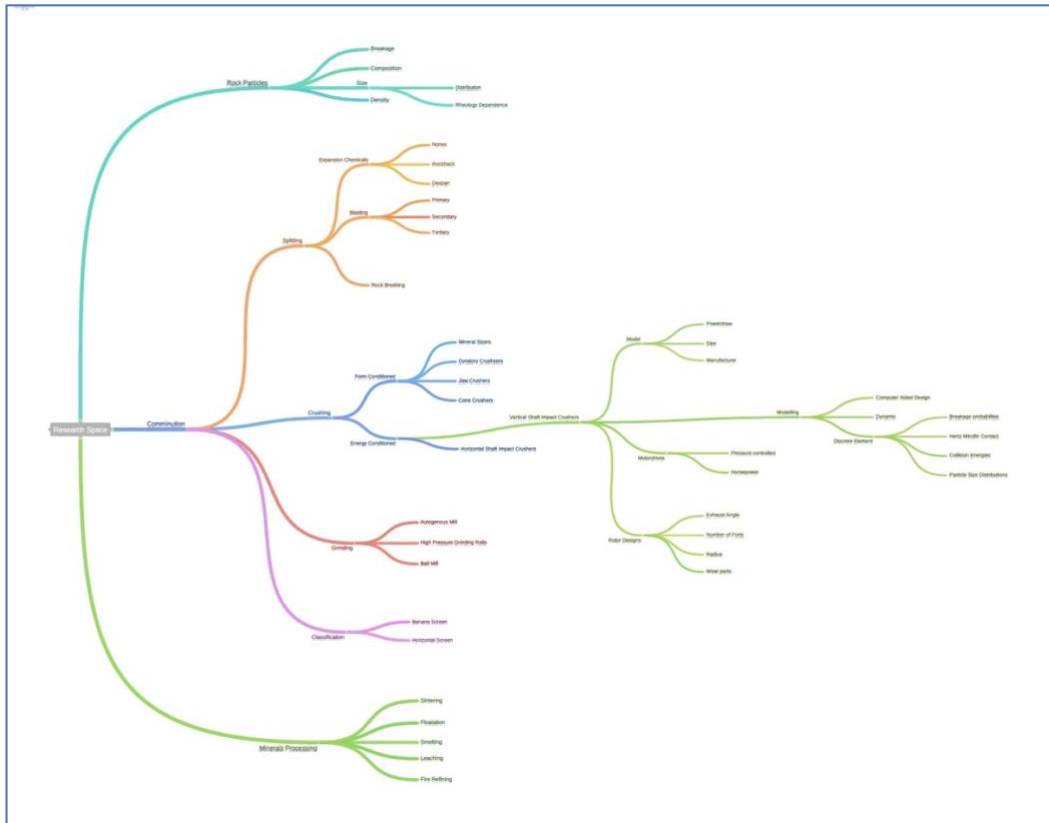 Breakage
Composition
Rock Particles
Size
Distribution
Density
Rheology Dependence
Nonex
Expansion Chemicals
Primary
Blasting
Secondary
Tertiary
Splitting
Rock Breaking
Powerdraw
Model
Size
Manufacturer
Mineral Sizers
Gyratory Crushsers
Form Conditioned
Jaw Crushers
Cone Crushers
Computer Aided Design
Crushing
Vertical Shaft Impact Crushers
Modelling
Dynamic
Breakage probabilities
Research Space
Comminution
Hertz-Mindlin Contact
Energy Conditioned
Discrete Element
Horizontal Shaft Impact Crushers
Pressure controlled
Collision Energies
Motordrives
Horsepower
Particle Size Distributions
Autogenous Mill
Exhaust Angle
High Pressure Grinding Rolls
Number of Ports
Grinding
Rotor Designs
Radius
Ball Mill
Wear parts
Banana Screen
Classification
Horizontal Screen
Sintering
Floatation
Smelting
Minerals Processing
Leaching
Fire Refining